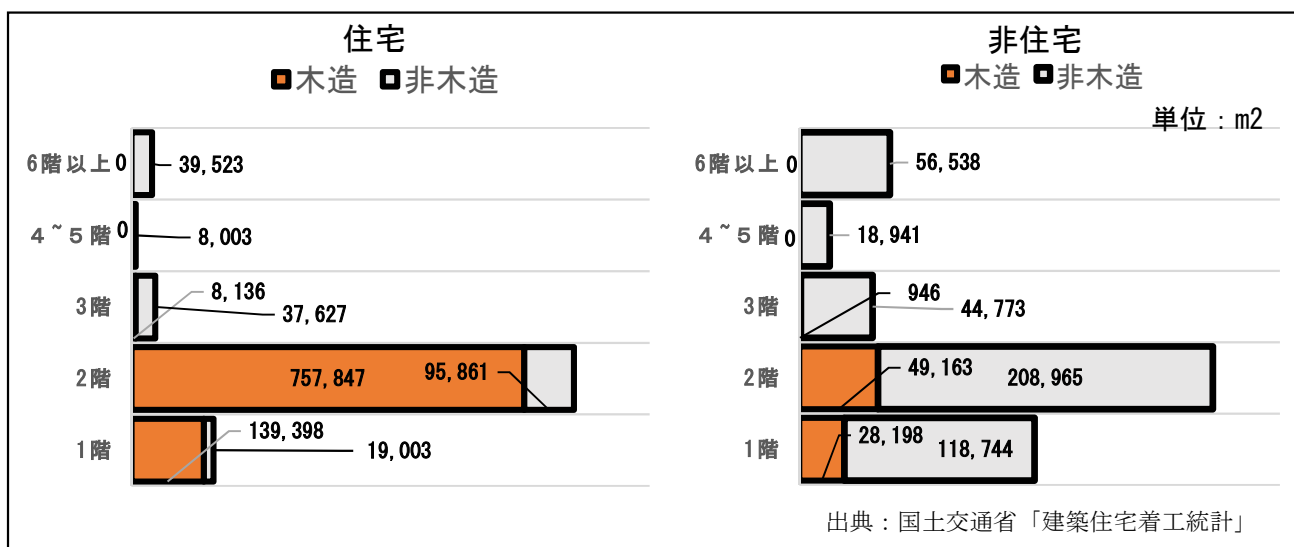 住宅
■木造 □非木造
6階以上 0 39,523
4~5階 0 8,003
3階 8,136 37,627
2階 757,847 95,861
1階 139,398 19,003
非住宅
■木造 □非木造
単位：m2
6階以上 0 56,538
4~5階 0 18,941
3階 946 44,773
2階 49,163 208,965
1階 28,198 118,744
出典：国土交通省「建築住宅着工統計」